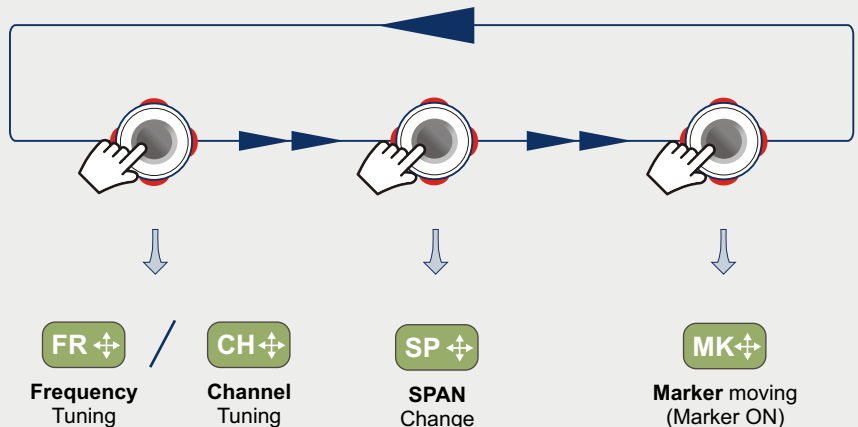 FR
CH
SP
MK
Frequency
Tuning
Channel
Tuning
SPAN
Change
Marker moving
(Marker ON)